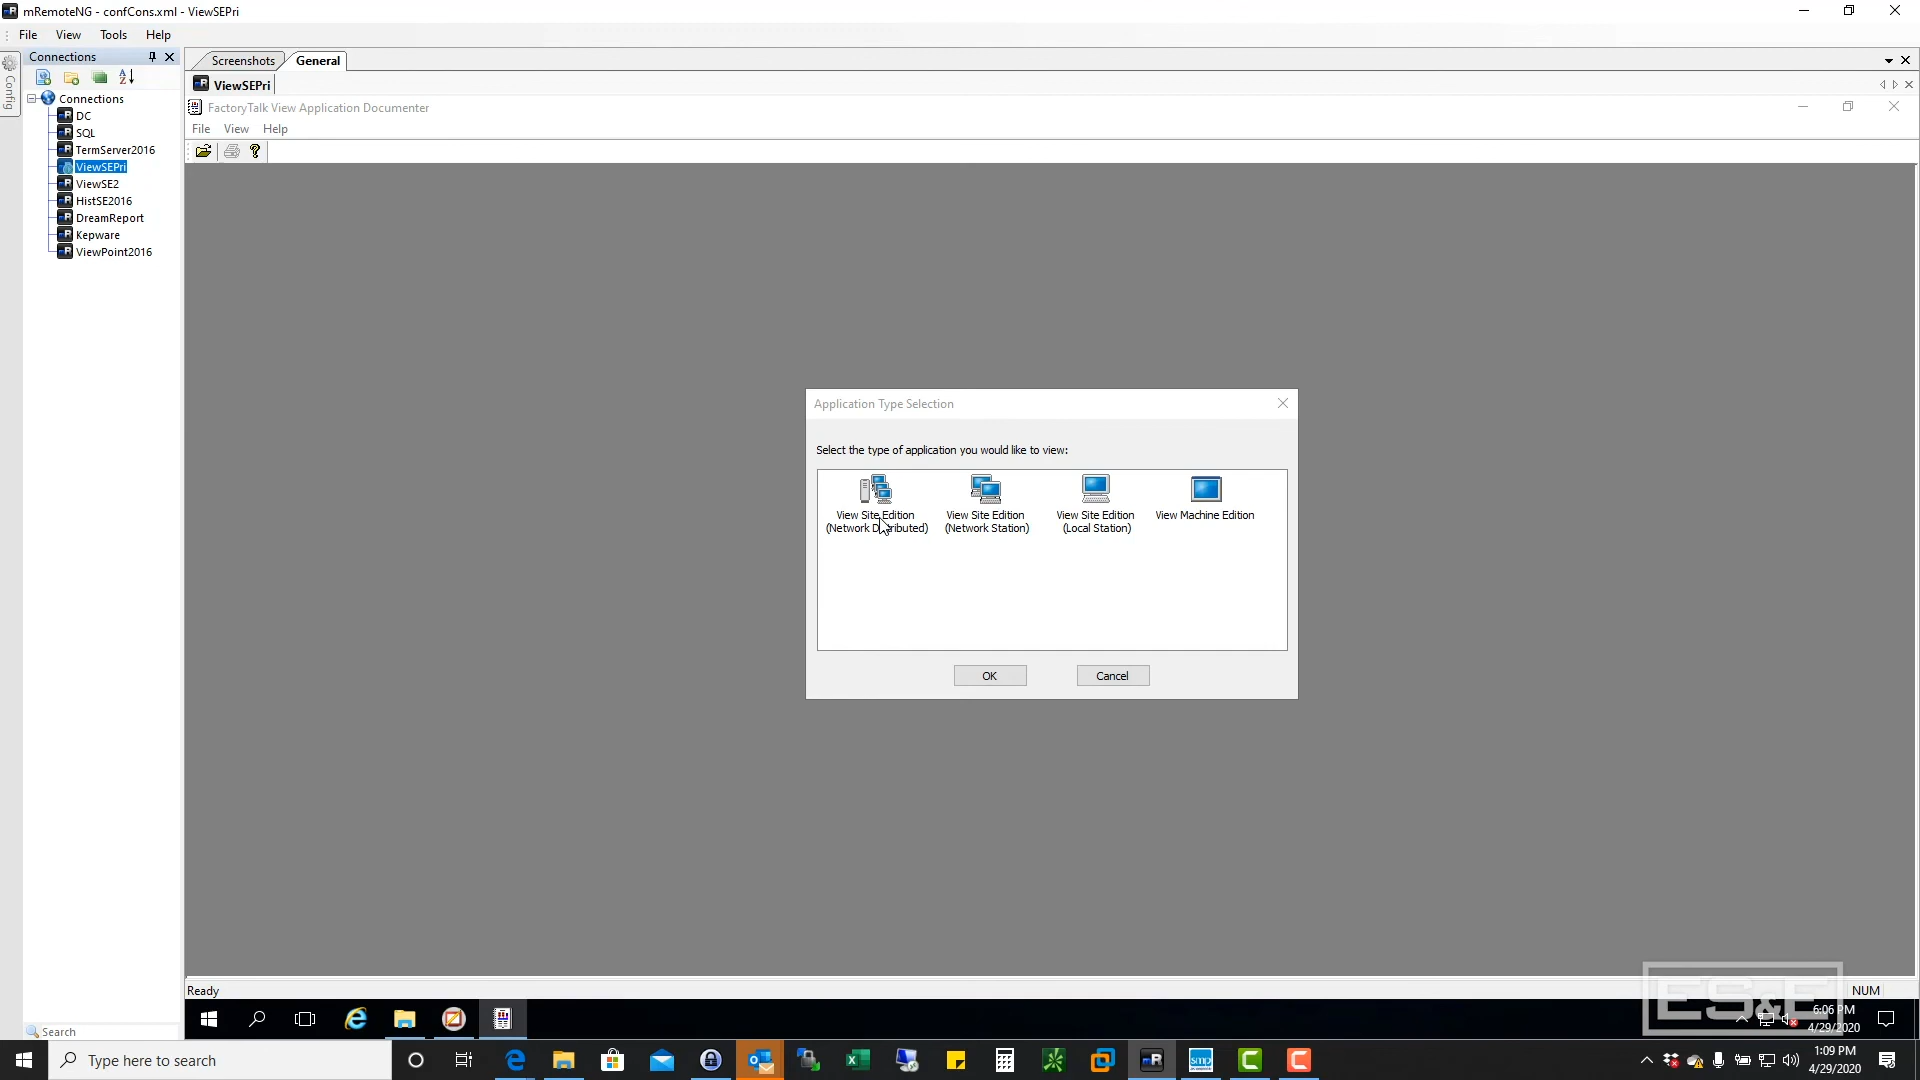 mRemoteNG - confCons.xml - ViewSEPri
File View Tools Help
Connections
Screenshots General
Config
ViewSEPri
Connections
FactoryTalk View Application Documenter
DC
File View Help
SQL
TermServer2016
ViewSEPri
ViewSE2
HistSE2016
DreamReport
Kepware
ViewPoint2016
Application Type Selection
Select the type of application you would like to view:
View Site Edition
(Network Distributed)
View Site Edition
(Network Station)
View Site Edition
(Local Station)
View Machine Edition
OK Cancel
Ready
NUM
ES&E
6:06 PM
4/29/2020
Search
Type here to search
1:09 PM
4/29/2020